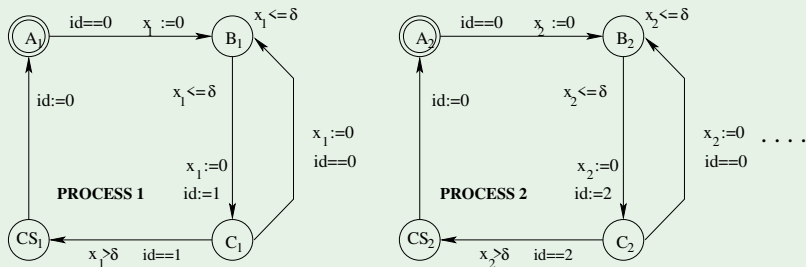 id==0 x₁:=0 x₁<=δ
A₁ B₁
x₁<=δ
id:=0
x₁:=0
id==0
x₁:=0
id:=1
PROCESS 1
CS₁ C₁
x₁>δ id==1
id==0 x₂:=0 x₂<=δ
A₂ B₂
x₂<=δ
id:=0
x₂:=0
id==0
x₂:=0
id:=2
PROCESS 2
CS₂ C₂
x₂>δ id==2
. . . .